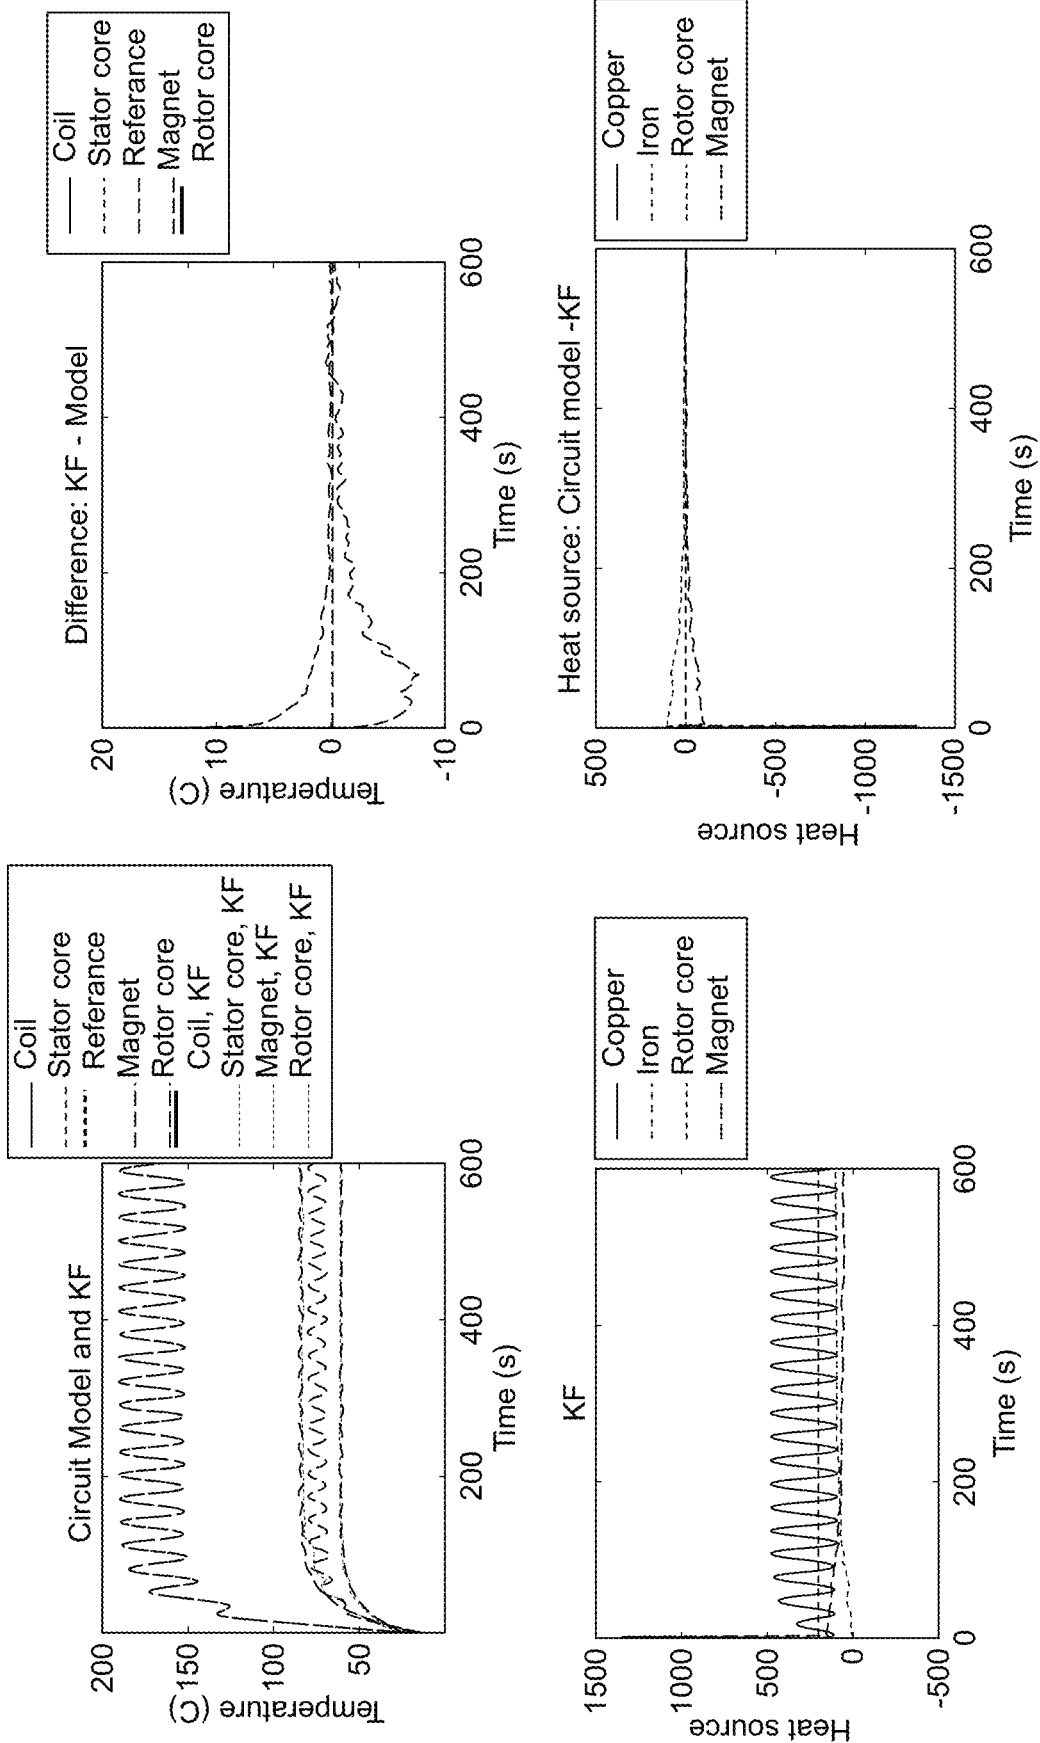 Circuit Model and KF
200
150
100
50
Temperature (C)
0
200
400
600
Time (s)
Coil
Stator core
Referance
Magnet
Rotor core
Coil, KF
Stator core, KF
Magnet, KF
Rotor core, KF
Difference: KF - Model
20
10
0
-10
Temperature (C)
0
200
400
600
Time (s)
Coil
Stator core
Referance
Magnet
Rotor core
KF
1500
1000
500
0
-500
Heat source
0
200
400
600
Time (s)
Copper
Iron
Rotor core
Magnet
Heat source: Circuit model -KF
500
0
-500
-1000
-1500
Heat source
0
200
400
600
Time (s)
Copper
Iron
Rotor core
Magnet